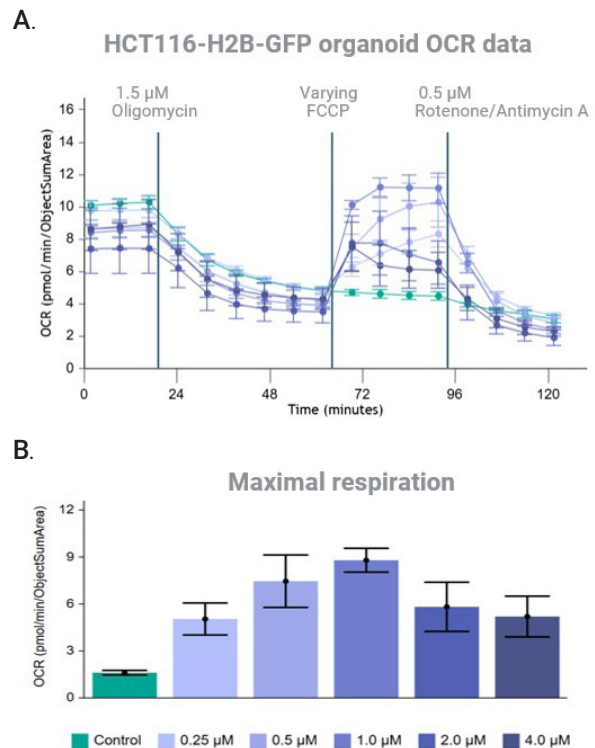 A.
HCT116-H2B-GFP organoid OCR data
1.5 µM
Oligomycin
Varying
FCCP
0.5 µM
Rotenone/Antimycin A
OCR (pmol/min/ObjectSumArea)
16
14
12
10
8
6
4
2
0
0 24 48 72 96 120
Time (minutes)
B.
Maximal respiration
OCR (pmol/min/ObjectSumArea)
12
9
6
3
0
Control 0.25 µM 0.5 µM 1.0 µM 2.0 µM 4.0 µM